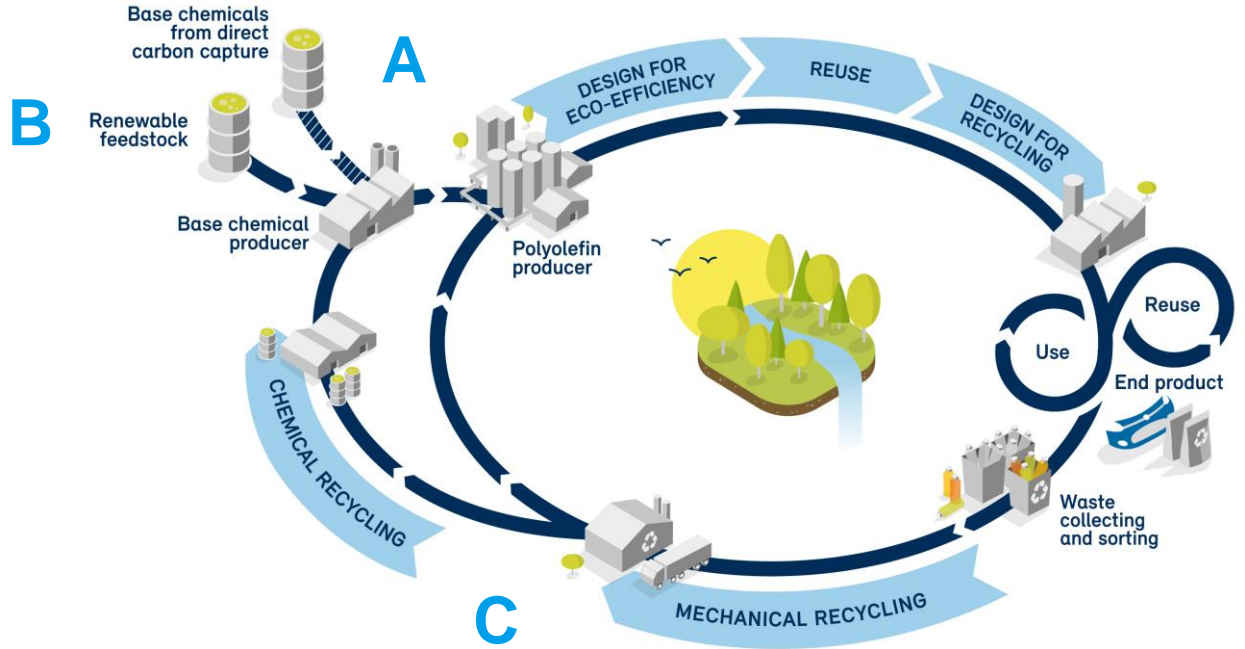 Base chemicals
from direct
carbon capture
A
B
Renewable
feedstock
DESIGN FOR
ECO-EFFICIENCY
REUSE
DESIGN FOR
RECYCLING
Base chemical
producer
Polyolefin
producer
Use
Reuse
End product
CHEMICAL RECYCLING
Waste
collecting
and sorting
C
MECHANICAL RECYCLING